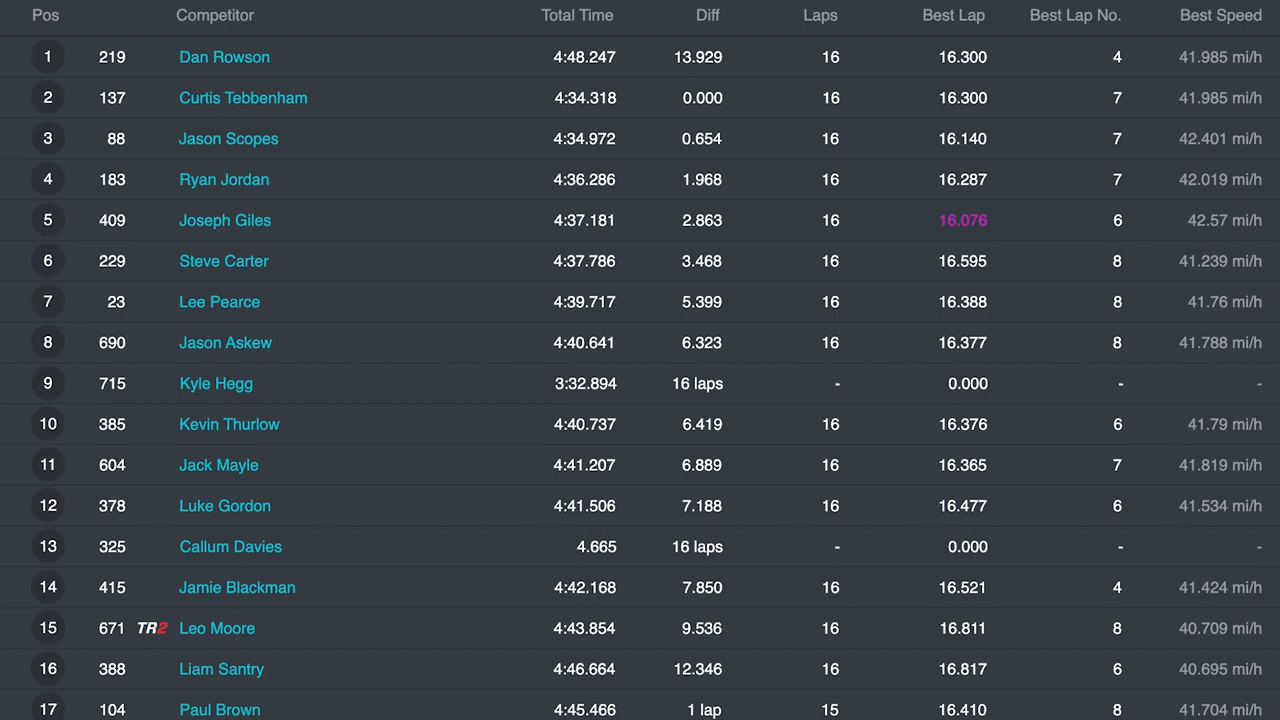 Pos Competitor Total Time Diff Laps Best Lap Best Lap No. Best Speed
1 219 Dan Rowson 4:48.247 13.929 16 16.300 4 41.985 mi/h
2 137 Curtis Tebbenham 4:34.318 0.000 16 16.300 7 41.985 mi/h
3 88 Jason Scopes 4:34.972 0.654 16 16.140 7 42.401 mi/h
4 183 Ryan Jordan 4:36.286 1.968 16 16.287 7 42.019 mi/h
5 409 Joseph Giles 4:37.181 2.863 16 16.076 6 42.57 mi/h
6 229 Steve Carter 4:37.786 3.468 16 16.595 8 41.239 mi/h
7 23 Lee Pearce 4:39.717 5.399 16 16.388 8 41.76 mi/h
8 690 Jason Askew 4:40.641 6.323 16 16.377 8 41.788 mi/h
9 715 Kyle Hegg 3:32.894 16 laps - 0.000 - -
10 385 Kevin Thurlow 4:40.737 6.419 16 16.376 6 41.79 mi/h
11 604 Jack Mayle 4:41.207 6.889 16 16.365 7 41.819 mi/h
12 378 Luke Gordon 4:41.506 7.188 16 16.477 6 41.534 mi/h
13 325 Callum Davies 4.665 16 laps - 0.000 - -
14 415 Jamie Blackman 4:42.168 7.850 16 16.521 4 41.424 mi/h
15 671 TR2 Leo Moore 4:43.854 9.536 16 16.811 8 40.709 mi/h
16 388 Liam Santry 4:46.664 12.346 16 16.817 6 40.695 mi/h
17 104 Paul Brown 4:45.466 1 lap 15 16.410 8 41.704 mi/h